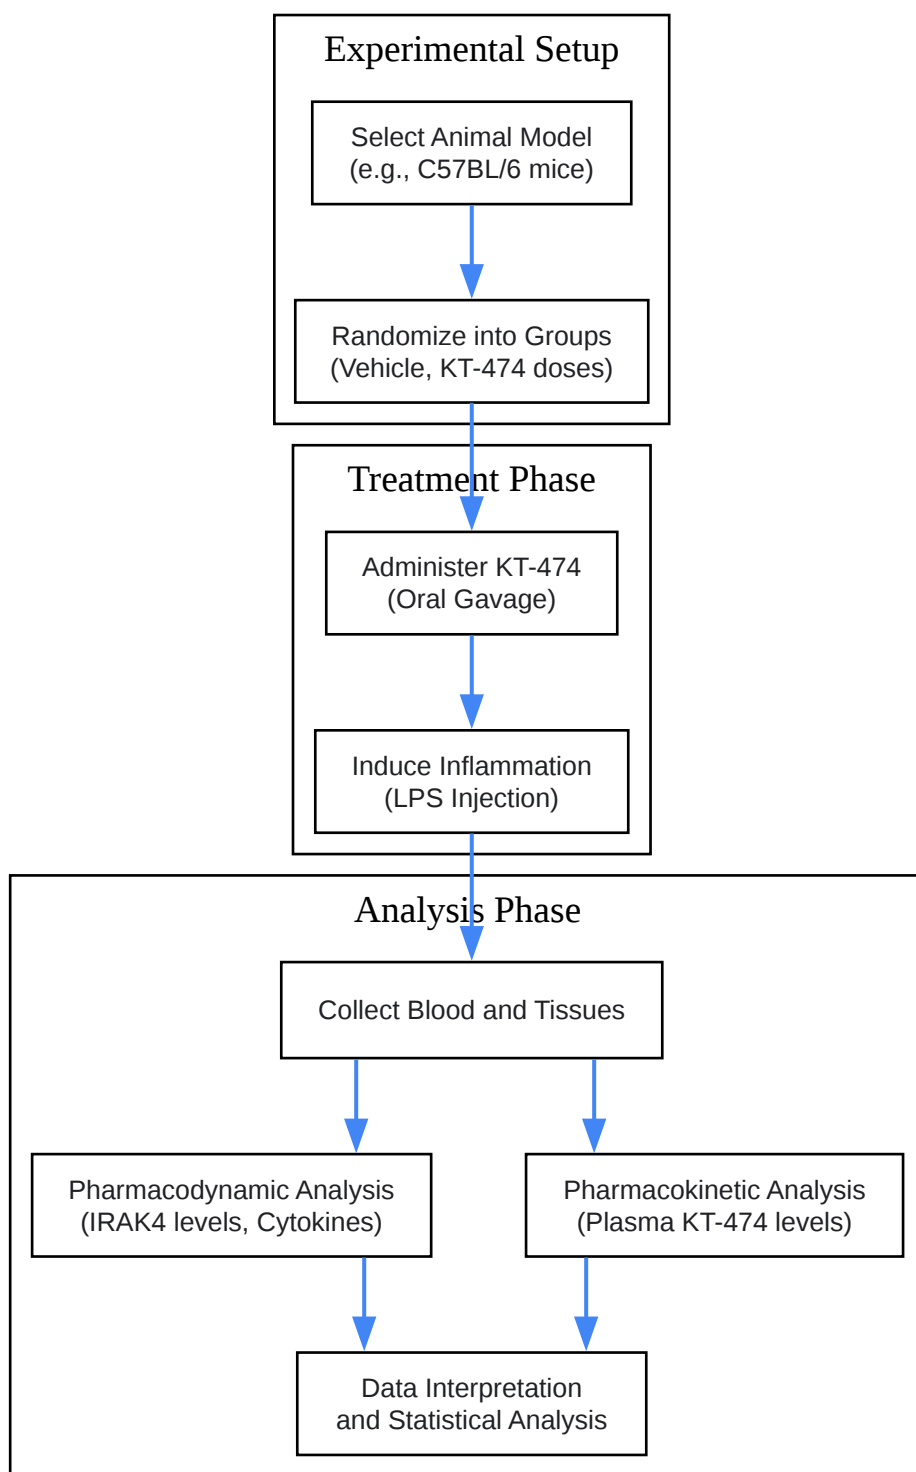 Experimental Setup
Select Animal Model
(e.g., C57BL/6 mice)
Randomize into Groups
(Vehicle, KT-474 doses)
Treatment Phase
Administer KT-474
(Oral Gavage)
Induce Inflammation
(LPS Injection)
Analysis Phase
Collect Blood and Tissues
Pharmacodynamic Analysis
(IRAK4 levels, Cytokines)
Pharmacokinetic Analysis
(Plasma KT-474 levels)
Data Interpretation
and Statistical Analysis